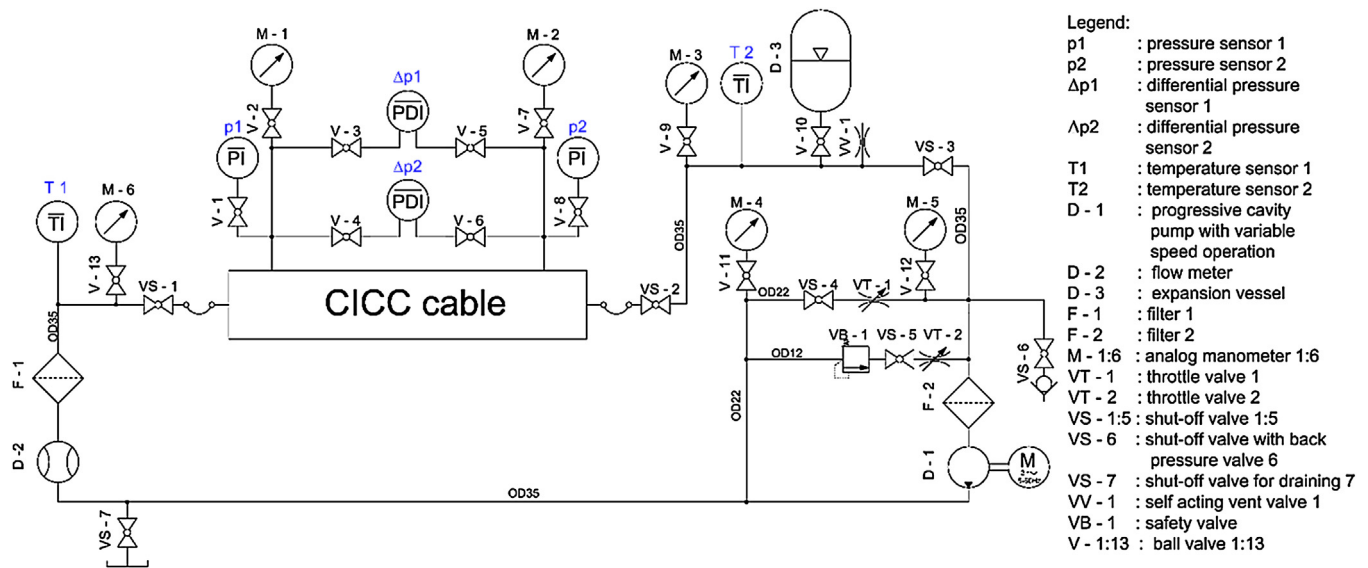 M - 1
M - 2
M - 3
T 2
TI
D - 3
Δp1
PDI
V - 2
V - 3
V - 5
V - 7
p1
PI
p2
PI
V - 9
V - 10
VV - 1
VS - 3
Δp2
PDI
T 1
TI
M - 6
V - 1
V - 4
V - 6
V - 8
M - 4
M - 5
OD35
OD35
V - 13
VS - 1
CICC cable
VS - 2
V - 11
V - 12
OD22
VS - 4
VT - 1
OD35
VB - 1
VS - 5
VT - 2
OD12
VS - 6
F - 1
F - 2
OD22
D - 2
D - 1
M
OD35
VS - 7
Legend:
p1 : pressure sensor 1
p2 : pressure sensor 2
Δp1 : differential pressure
sensor 1
Λp2 : differential pressure
sensor 2
T1 : temperature sensor 1
T2 : temperature sensor 2
D - 1 : progressive cavity
pump with variable
speed operation
D - 2 : flow meter
D - 3 : expansion vessel
F - 1 : filter 1
F - 2 : filter 2
M - 1:6 : analog manometer 1:6
VT - 1 : throttle valve 1
VT - 2 : throttle valve 2
VS - 1:5 : shut-off valve 1:5
VS - 6 : shut-off valve with back
pressure valve 6
VS - 7 : shut-off valve for draining 7
VV - 1 : self acting vent valve 1
VB - 1 : safety valve
V - 1:13 : ball valve 1:13